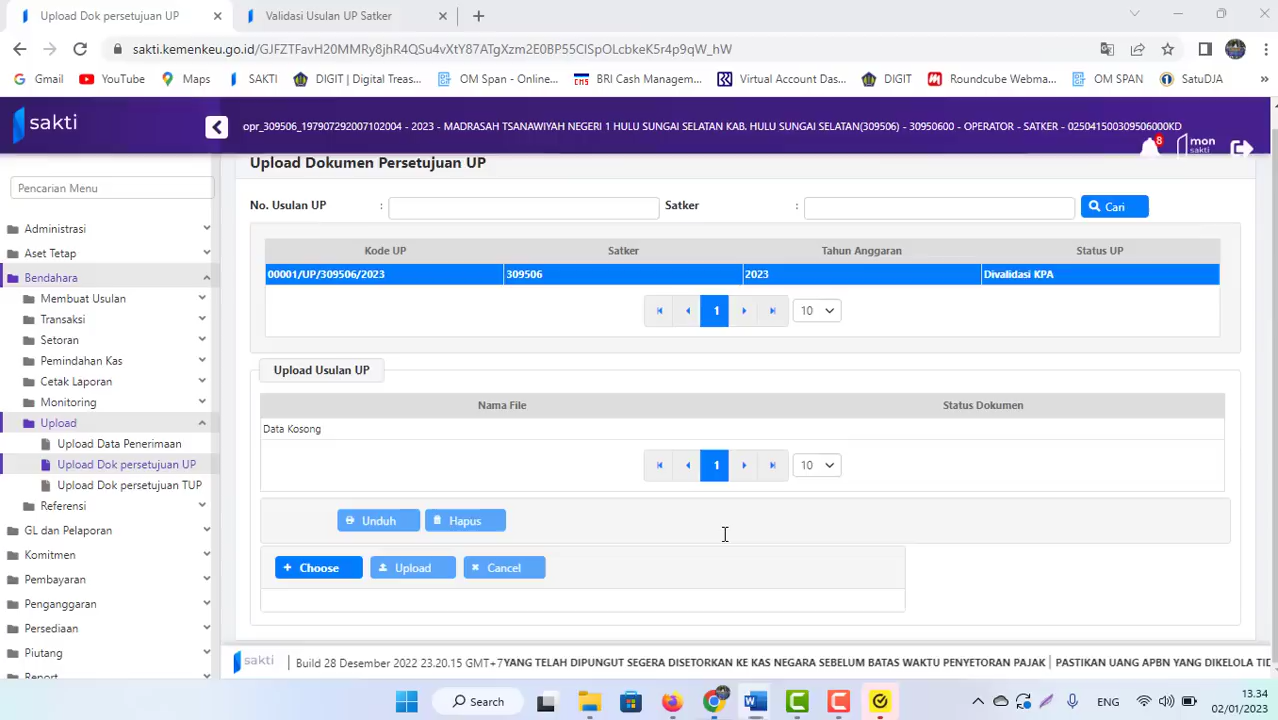 Upload Dok persetujuan UP
Validasi Usulan UP Satker
sakti.kemenkeu.go.id/GJFZTFavH20MMRy8jhR4QSu4vXtY87ATgXzm2E0BP55ClSpOLcbkeK5r4p9qW_hW
Gmail YouTube Maps SAKTI DIGIT | Digital Treas... OM Span - Online... BRI Cash Managem... Virtual Account Das... DIGIT Roundcube Webma... OM SPAN SatuDJA »
sakti
opr_309506_197907292007102004 - 2023 - MADRASAH TSANAWIYAH NEGERI 1 HULU SUNGAI SELATAN KAB. HULU SUNGAI SELATAN(309506) - 30950600 - OPERATOR - SATKER - 025041500309506000KD
8
mon sakti
Pencarian Menu
Administrasi
Aset Tetap
Bendahara
Membuat Usulan
Transaksi
Setoran
Pemindahan Kas
Cetak Laporan
Monitoring
Upload
Upload Data Penerimaan
Upload Dok persetujuan UP
Upload Dok persetujuan TUP
Referensi
GL dan Pelaporan
Komitmen
Pembayaran
Penganggaran
Persediaan
Piutang
Report
Upload Dokumen Persetujuan UP
No. Usulan UP : Satker : Cari
Kode UP Satker Tahun Anggaran Status UP
00001/UP/309506/2023 309506 2023 Divalidasi KPA
1 10
Upload Usulan UP
Nama File Status Dokumen
Data Kosong
1 10
Unduh Hapus
Choose Upload Cancel
sakti Build 28 Desember 2022 23.20.15 GMT+7 YANG TELAH DIPUNGUT SEGERA DISETORKAN KE KAS NEGARA SEBELUM BATAS WAKTU PENYETORAN PAJAK | PASTIKAN UANG APBN YANG DIKELOLA TID
Search
ENG
13.34
02/01/2023